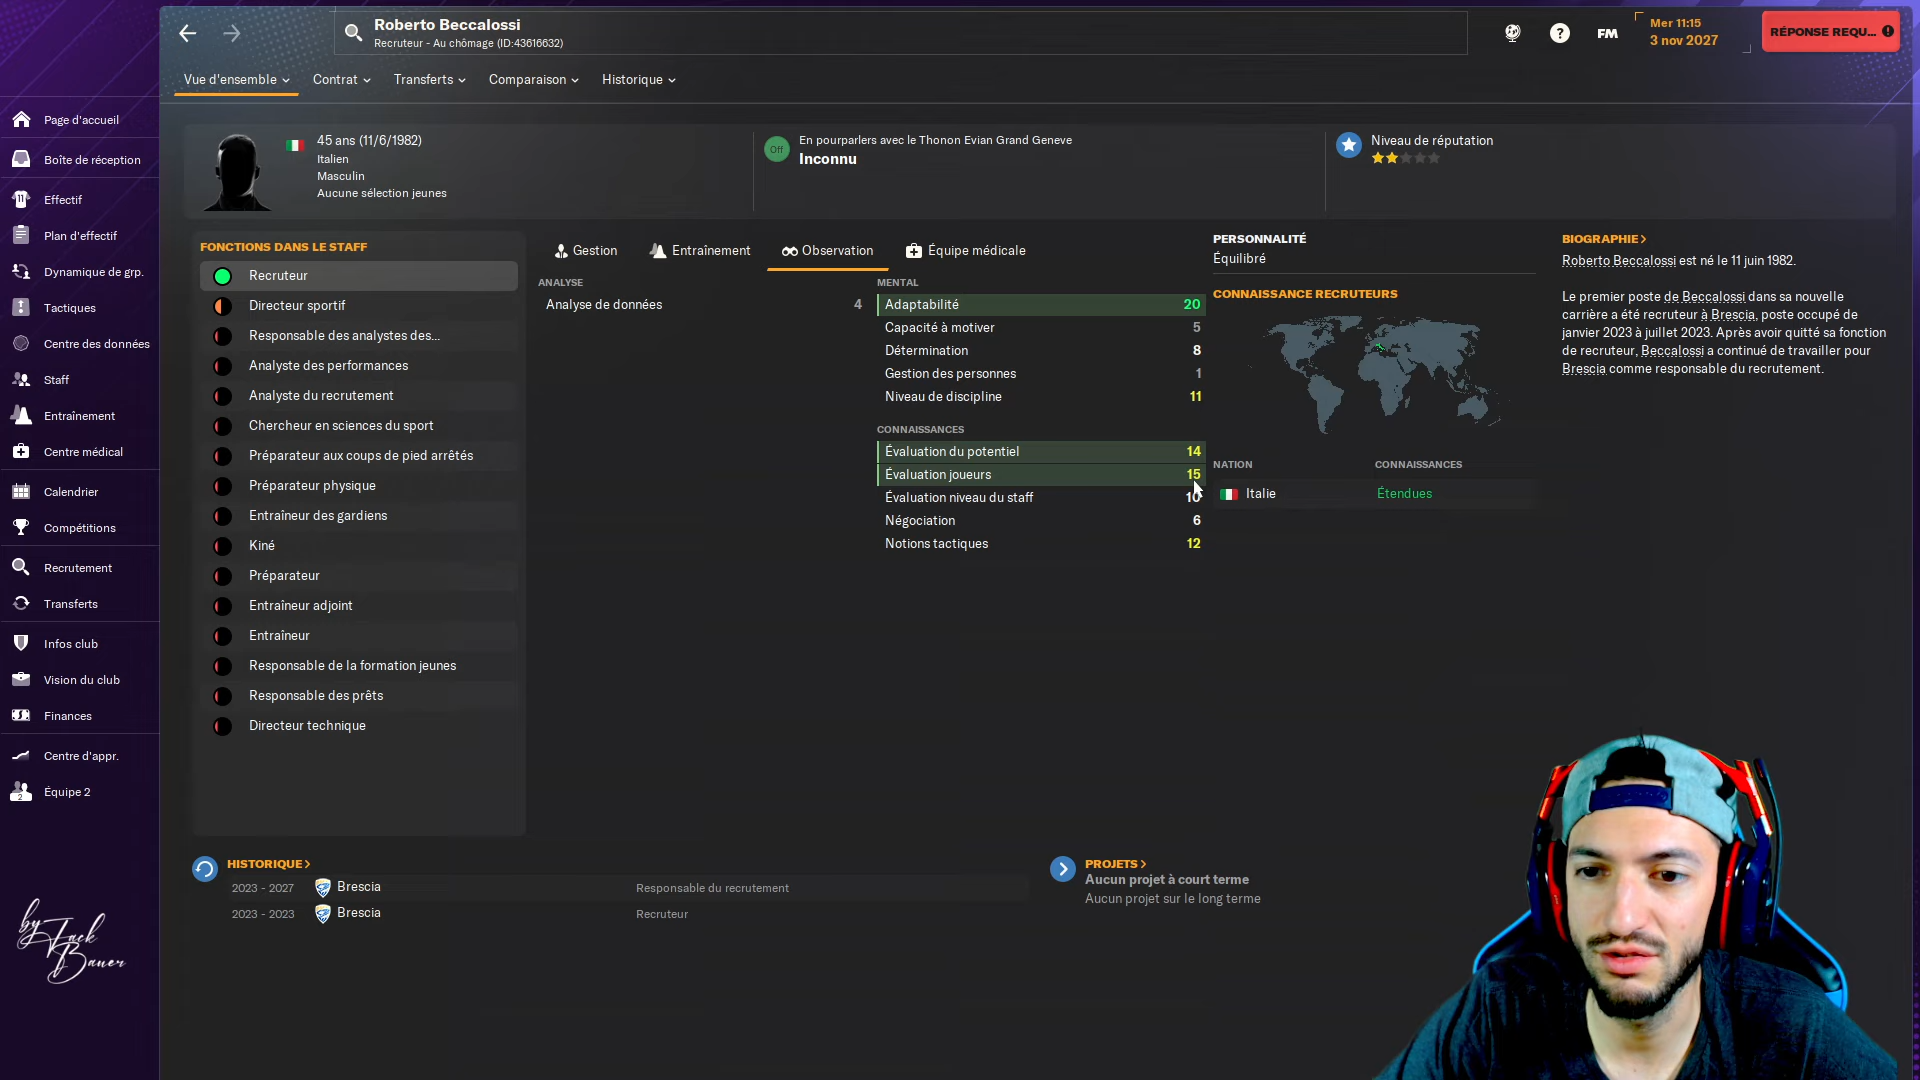 Roberto Beccalossi
Recruteur - Au chômage (ID:43616632)
FM
Mer 11:15
3 nov 2027
RÉPONSE REQU...
Vue d'ensemble
Contrat
Transferts
Comparaison
Historique
Page d'accueil
Boîte de réception
Effectif
Plan d'effectif
Dynamique de grp.
Tactiques
Centre des données
Staff
Entraînement
Centre médical
Calendrier
Compétitions
Recrutement
Transferts
Infos club
Vision du club
Finances
Centre d'appr.
Équipe 2
by Jack
Bauer
45 ans (11/6/1982)
Italien
Masculin
Aucune sélection jeunes
Off
En pourparlers avec le Thonon Evian Grand Geneve
Inconnu
Niveau de réputation
FONCTIONS DANS LE STAFF
Recruteur
Directeur sportif
Responsable des analystes des...
Analyste des performances
Analyste du recrutement
Chercheur en sciences du sport
Préparateur aux coups de pied arrêtés
Préparateur physique
Entraîneur des gardiens
Kiné
Préparateur
Entraîneur adjoint
Entraîneur
Responsable de la formation jeunes
Responsable des prêts
Directeur technique
Gestion
Entraînement
Observation
Équipe médicale
ANALYSE
Analyse de données 4
MENTAL
Adaptabilité 20
Capacité à motiver 5
Détermination 8
Gestion des personnes 1
Niveau de discipline 11
CONNAISSANCES
Évaluation du potentiel 14
Évaluation joueurs 15
Évaluation niveau du staff 10
Négociation 6
Notions tactiques 12
PERSONNALITÉ
Équilibré
CONNAISSANCE RECRUTEURS
NATION CONNAISSANCES
Italie Étendues
BIOGRAPHIE >
Roberto Beccalossi est né le 11 juin 1982.
Le premier poste de Beccalossi dans sa nouvelle
carrière a été recruteur à Brescia, poste occupé de
janvier 2023 à juillet 2023. Après avoir quitté sa fonction
de recruteur, Beccalossi a continué de travailler pour
Brescia comme responsable du recrutement.
HISTORIQUE >
2023 - 2027 Brescia Responsable du recrutement
2023 - 2023 Brescia Recruteur
PROJETS >
Aucun projet à court terme
Aucun projet sur le long terme